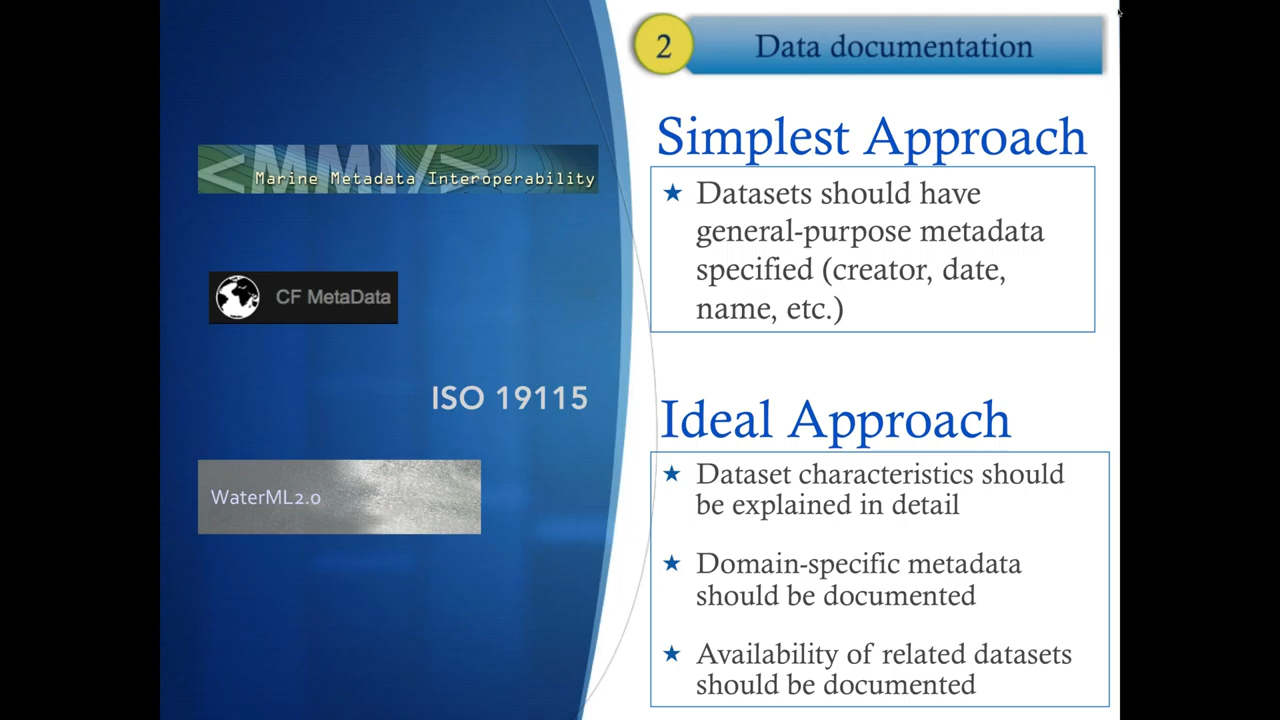 2 Data documentation
<MMI/>
Marine Metadata Interoperability
CF MetaData
ISO 19115
WaterML2.0
Simplest Approach
★ Datasets should have
general-purpose metadata
specified (creator, date,
name, etc.)
Ideal Approach
★ Dataset characteristics should
be explained in detail
★ Domain-specific metadata
should be documented
★ Availability of related datasets
should be documented